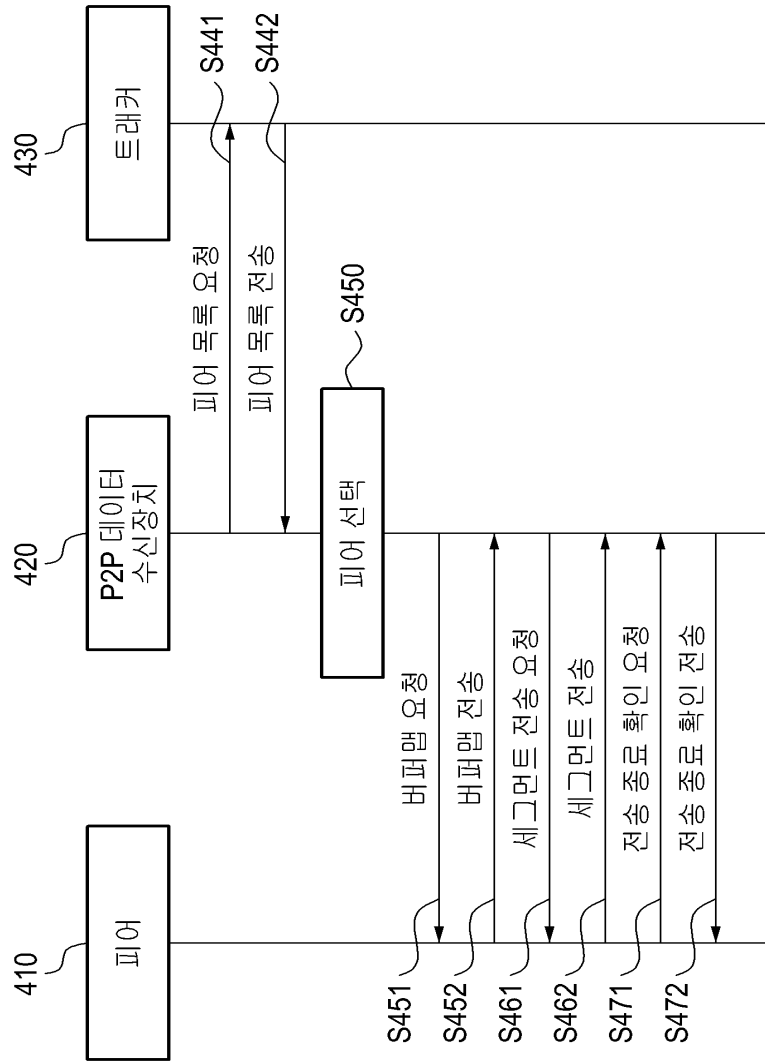 410
420
430
피어
P2P 데이터
수신장치
트래커
피어 목록 요청
S441
피어 목록 전송
S442
피어 선택
S450
S451
버퍼맵 요청
S452
버퍼맵 전송
S461
세그먼트 전송 요청
S462
세그먼트 전송
S471
전송 종료 확인 요청
S472
전송 종료 확인 전송